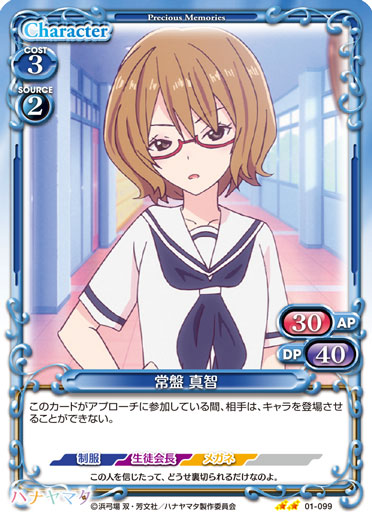 Precious Memories
Character
COST
3
SOURCE
2
30 AP
DP 40
常盤 真智
このカードがアプローチに参加している間、相手は、キャラを登場させ
ることができない。
制服 生徒会長 メガネ
この人を信じたって、どうせ裏切られるだけなのよ。
ハナヤマタ
★★ 01-099
©浜弓場 双・芳文社／ハナヤマタ製作委員会